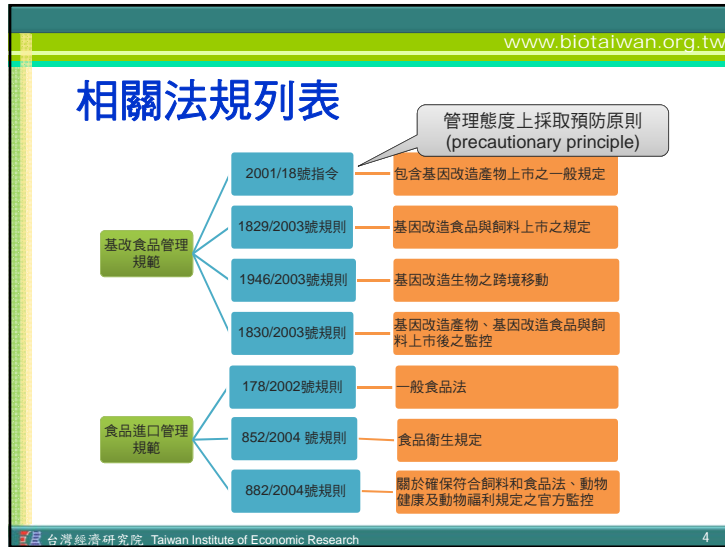 www.biotaiwan.org.tw
相關法規列表
管理態度上採取預防原則
(precautionary principle)
基改食品管理
規範
2001/18號指令
包含基因改造產物上市之一般規定
1829/2003號規則
基因改造食品與飼料上市之規定
1946/2003號規則
基因改造生物之跨境移動
1830/2003號規則
基因改造產物、基因改造食品與飼
料上市後之監控
食品進口管理
規範
178/2002號規則
一般食品法
852/2004 號規則
食品衛生規定
882/2004號規則
關於確保符合飼料和食品法、動物
健康及動物福利規定之官方監控
台灣經濟研究院 Taiwan Institute of Economic Research
4